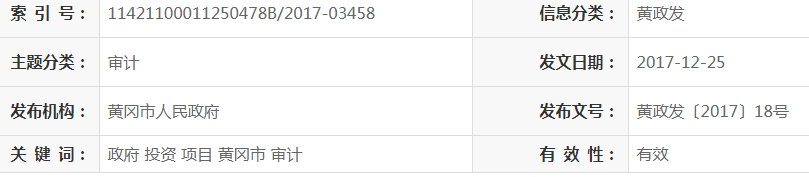 索 引 号： 11421100011250478B/2017-03458 信息分类： 黄政发
主题分类： 审计 发文日期： 2017-12-25
发布机构： 黄冈市人民政府 发布文号： 黄政发〔2017〕18号
关 键 词： 政府 投资 项目 黄冈市 审计 有 效 性： 有效